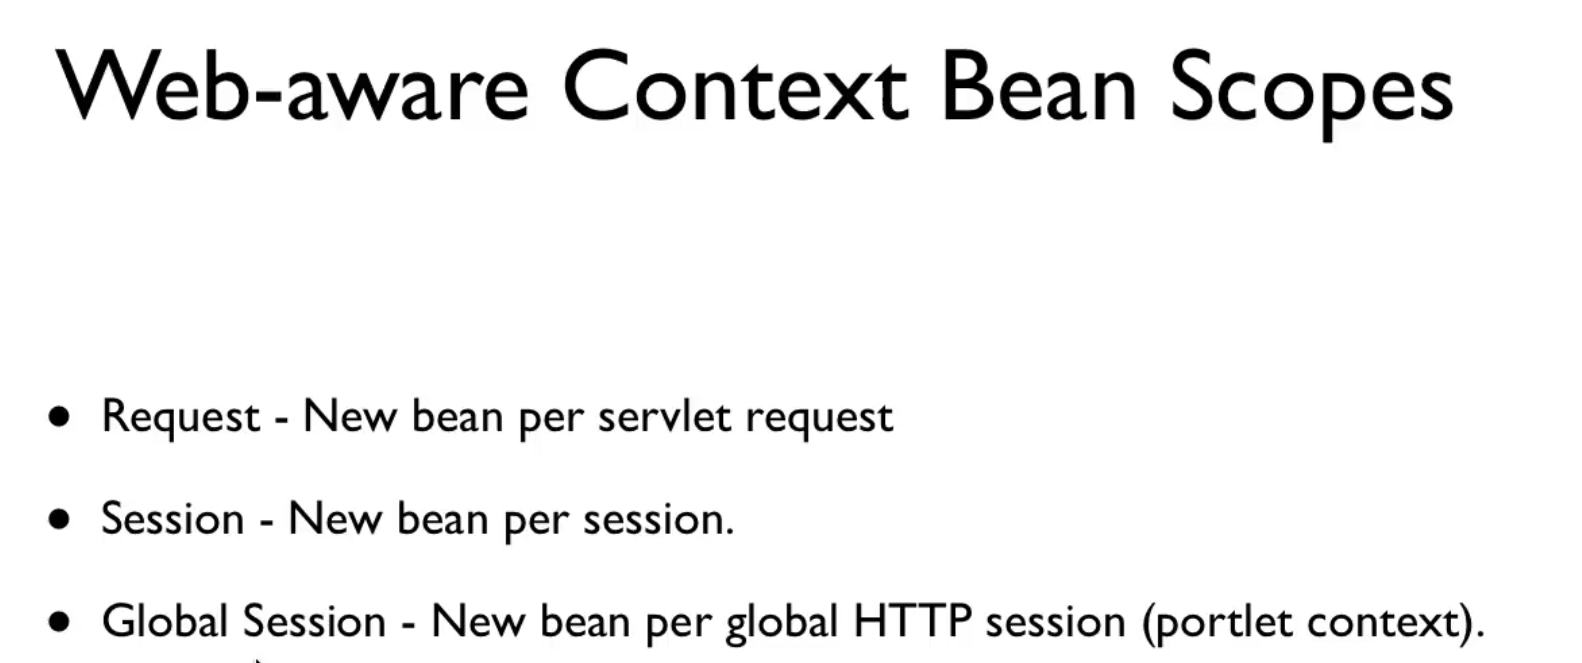 Web-aware Context Bean Scopes
• Request - New bean per servlet request
• Session - New bean per session.
• Global Session - New bean per global HTTP session (portlet context).